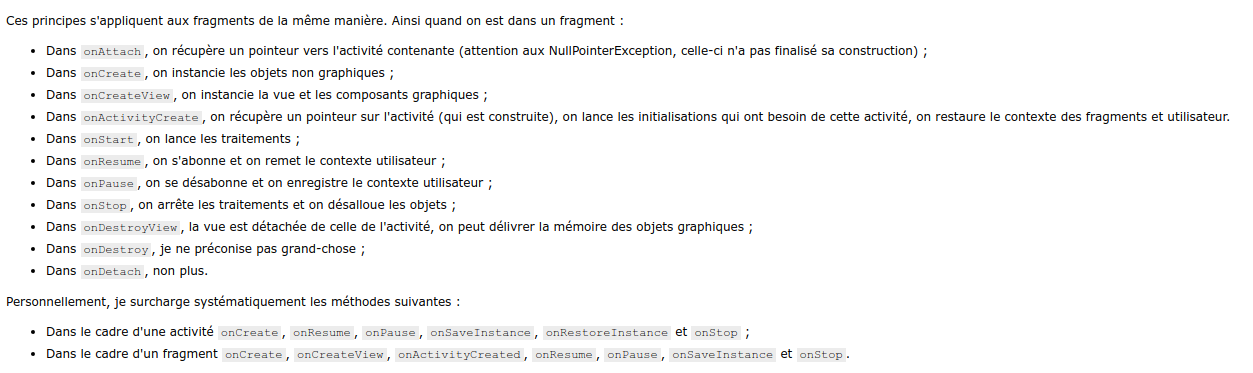 Ces principes s'appliquent aux fragments de la même manière. Ainsi quand on est dans un fragment :
• Dans onAttach, on récupère un pointeur vers l'activité contenante (attention aux NullPointerException, celle-ci n'a pas finalisé sa construction) ;
• Dans onCreate, on instancie les objets non graphiques ;
• Dans onCreateView, on instancie la vue et les composants graphiques ;
• Dans onActivityCreate, on récupère un pointeur sur l'activité (qui est construite), on lance les initialisations qui ont besoin de cette activité, on restaure le contexte des fragments et utilisateur.
• Dans onStart, on lance les traitements ;
• Dans onResume, on s'abonne et on remet le contexte utilisateur ;
• Dans onPause, on se désabonne et on enregistre le contexte utilisateur ;
• Dans onStop, on arrête les traitements et on désalloue les objets ;
• Dans onDestroyView, la vue est détachée de celle de l'activité, on peut délivrer la mémoire des objets graphiques ;
• Dans onDestroy, je ne préconise pas grand-chose ;
• Dans onDetach, non plus.
Personnellement, je surcharge systématiquement les méthodes suivantes :
• Dans le cadre d'une activité onCreate, onResume, onPause, onSaveInstance, onRestoreInstance et onStop ;
• Dans le cadre d'un fragment onCreate, onCreateView, onActivityCreated, onResume, onPause, onSaveInstance et onStop.